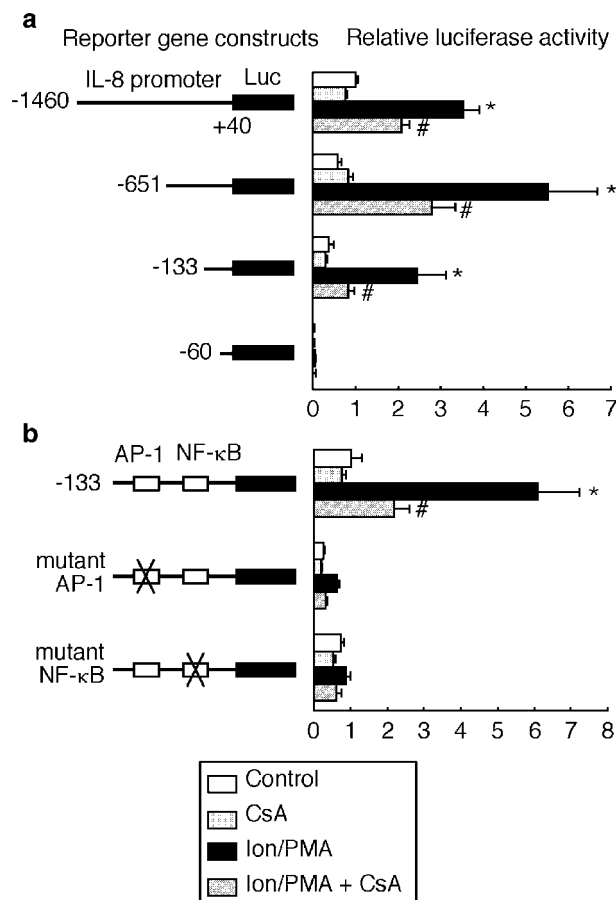 a
Reporter gene constructs Relative luciferase activity
IL-8 promoter Luc
-1460
+40
*
#
-651
*
#
-133
*
#
-60
0 1 2 3 4 5 6 7
b
AP-1 NF-κB
-133
*
#
mutant
AP-1
mutant
NF-κB
0 1 2 3 4 5 6 7 8
Control
CsA
Ion/PMA
Ion/PMA + CsA